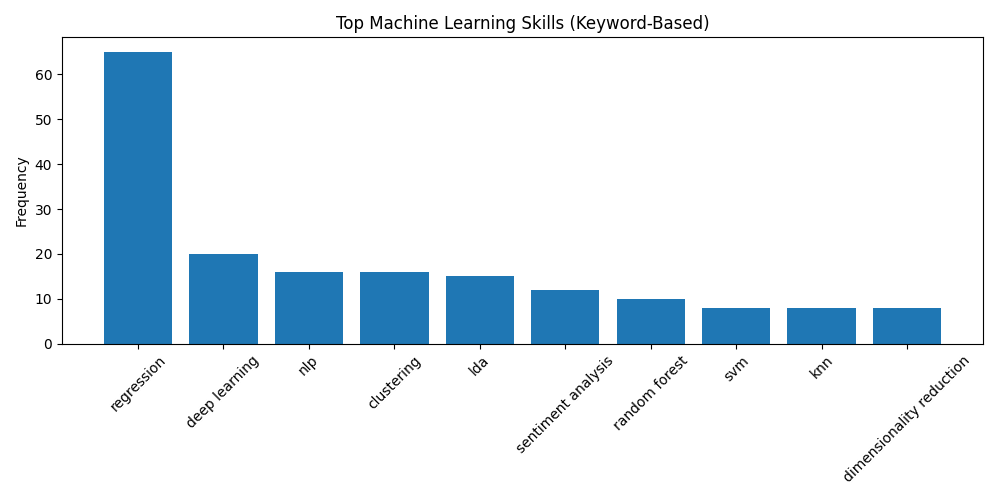 Top Machine Learning Skills (Keyword-Based)
Frequency
60
50
40
30
20
10
0
regression
deep learning
nlp
clustering
lda
sentiment analysis
random forest
svm
knn
dimensionality reduction